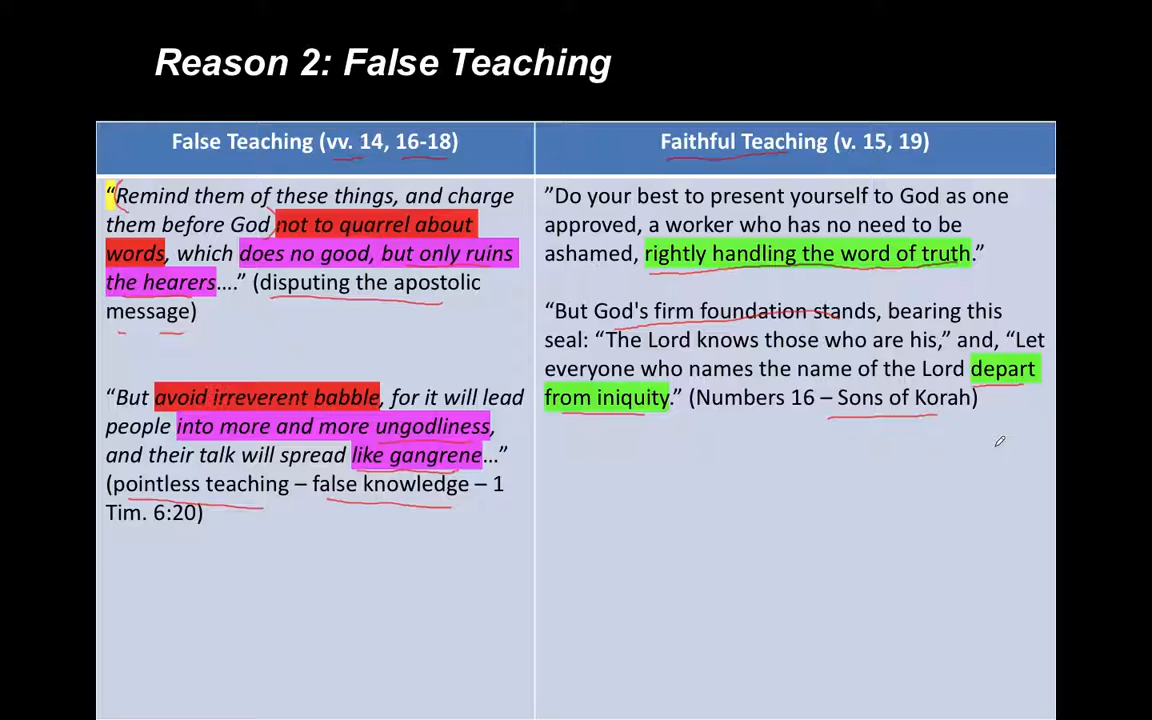 Reason 2: False Teaching
False Teaching (vv. 14, 16-18)
“Remind them of these things, and charge
them before God not to quarrel about
words, which does no good, but only ruins
the hearers….” (disputing the apostolic
message)
“But avoid irreverent babble, for it will lead
people into more and more ungodliness,
and their talk will spread like gangrene…”
(pointless teaching – false knowledge – 1
Tim. 6:20)
Faithful Teaching (v. 15, 19)
”Do your best to present yourself to God as one
approved, a worker who has no need to be
ashamed, rightly handling the word of truth.”
“But God's firm foundation stands, bearing this
seal: “The Lord knows those who are his,” and, “Let
everyone who names the name of the Lord depart
from iniquity.” (Numbers 16 – Sons of Korah)